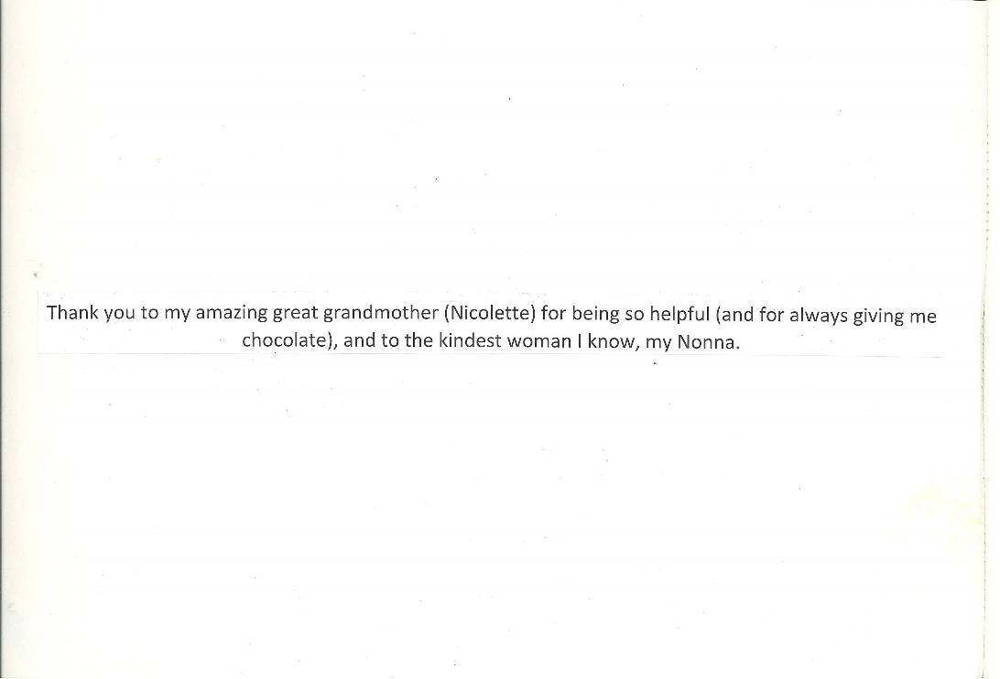 Thank you to my amazing great grandmother (Nicolette) for being so helpful (and for always giving me
chocolate), and to the kindest woman I know, my Nonna.